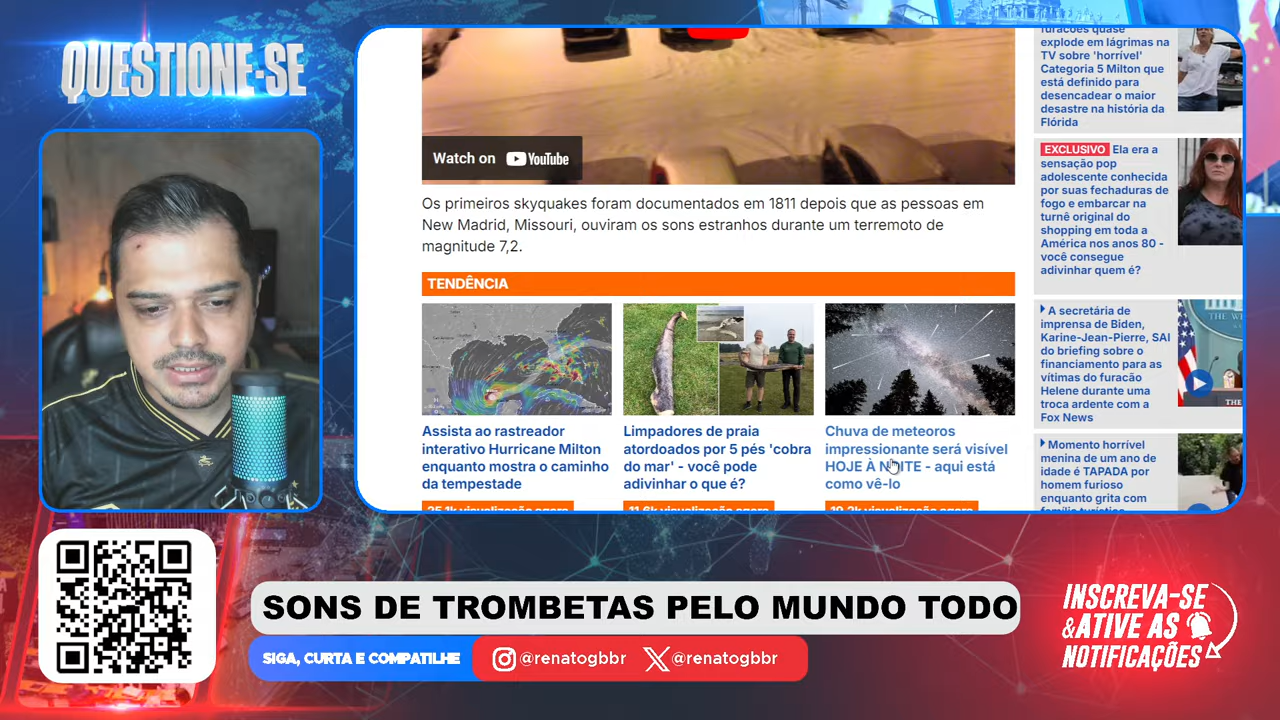 QUESTIONE-SE
Watch on YouTube
Os primeiros skyquakes foram documentados em 1811 depois que as pessoas em
New Madrid, Missouri, ouviram os sons estranhos durante um terremoto de
magnitude 7,2.
TENDÊNCIA
Assista ao rastreador
interativo Hurricane Milton
enquanto mostra o caminho
da tempestade
Limpadores de praia
atordoados por 5 pés 'cobra
do mar' - você pode
adivinhar o que é?
Chuva de meteoros
impressionante será visível
HOJE À NOITE - aqui está
como vê-lo
furacões quase
explode em lágrimas na
TV sobre 'horrível'
Categoria 5 Milton que
está definido para
desencadear o maior
desastre na história da
Flórida
EXCLUSIVO Ela era a
sensação pop
adolescente conhecida
por suas fechaduras de
fogo e embarcar na
turnê original do
shopping em toda a
América nos anos 80 -
você consegue
adivinhar quem é?
A secretária de
imprensa de Biden,
Karine-Jean-Pierre, SAI
do briefing sobre o
financiamento para as
vítimas do furacão
Helene durante uma
troca ardente com a
Fox News
Momento horrível
menina de um ano de
idade é TAPADA por
homem furioso
enquanto grita com
SONS DE TROMBETAS PELO MUNDO TODO
SIGA, CURTA E COMPATILHE
@renatogbbr
@renatogbbr
INSCREVA-SE
&ATIVE AS
NOTIFICAÇÕES